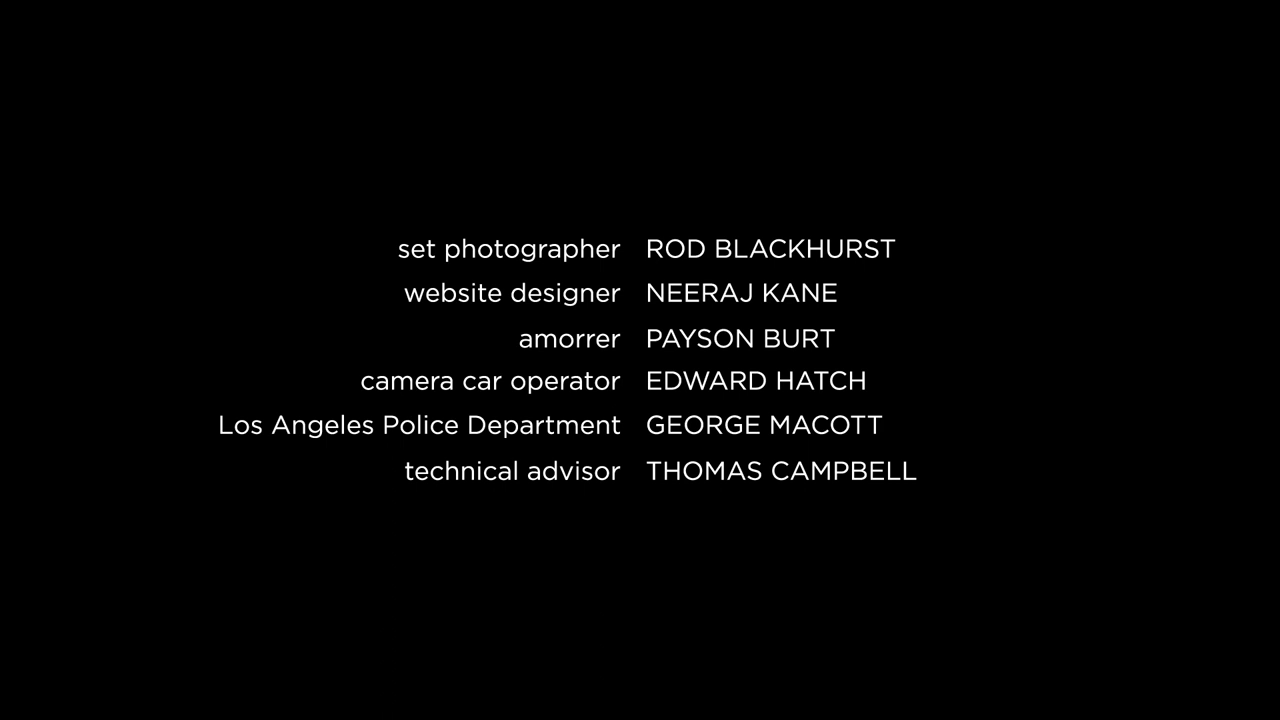 set photographer ROD BLACKHURST
website designer NEERAJ KANE
amorrer PAYSON BURT
camera car operator EDWARD HATCH
Los Angeles Police Department GEORGE MACOTT
technical advisor THOMAS CAMPBELL